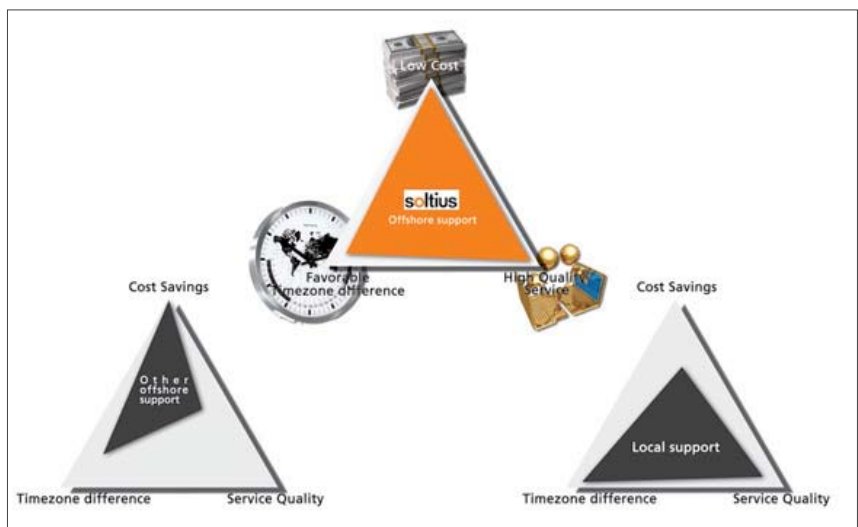 Low Cost
soltius
Offshore support
Favorable
Timezone difference
High Quality
Service
Cost Savings
Other
offshore
support
Timezone difference
Service Quality
Cost Savings
Local support
Timezone difference
Service Quality